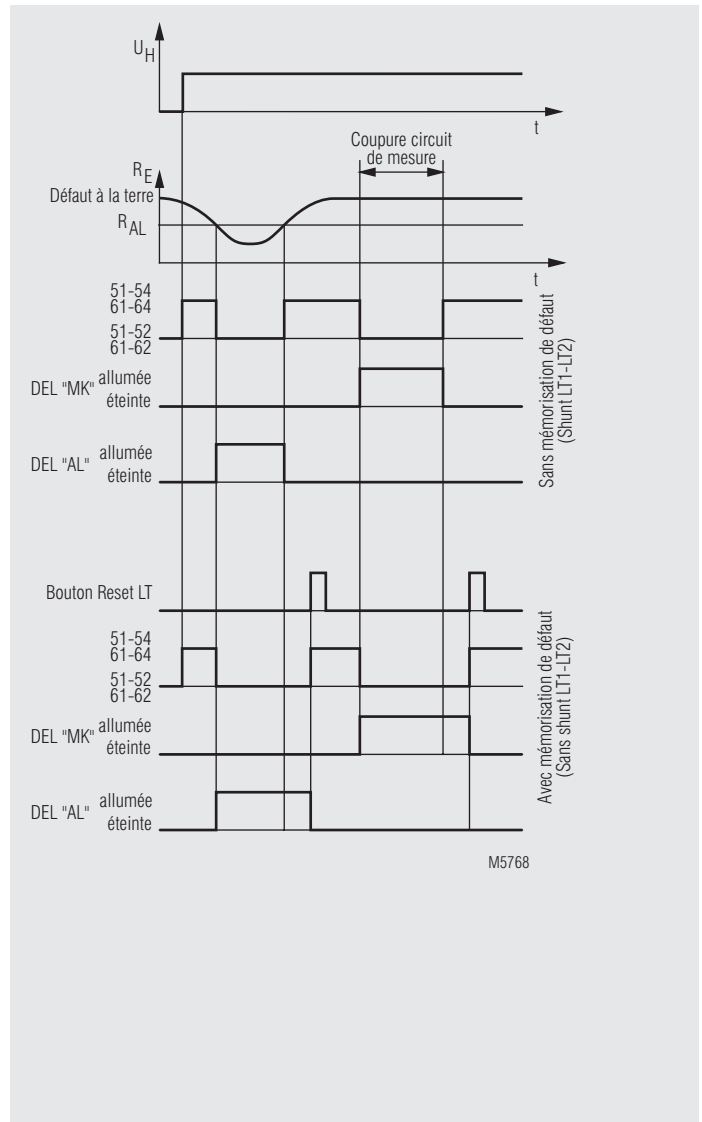 U_H
t
Coupure circuit
de mesure
R_E
Défaut à la terre
R_AL
t
51-54
61-64
51-52
61-62
DEL "MK" allumée
éteinte
DEL "AL" allumée
éteinte
Sans mémorisation de défaut
(Shunt LT1-LT2)
Bouton Reset LT
51-54
61-64
51-52
61-62
DEL "MK" allumée
éteinte
DEL "AL" allumée
éteinte
Avec mémorisation de défaut
(Sans shunt LT1-LT2)
M5768